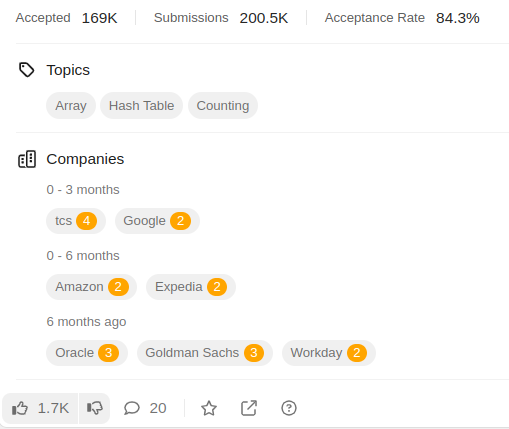 Accepted 169K Submissions 200.5K Acceptance Rate 84.3%
Topics
Array Hash Table Counting
Companies
0 - 3 months
tcs 4 Google 2
0 - 6 months
Amazon 2 Expedia 2
6 months ago
Oracle 3 Goldman Sachs 3 Workday 2
1.7K 20